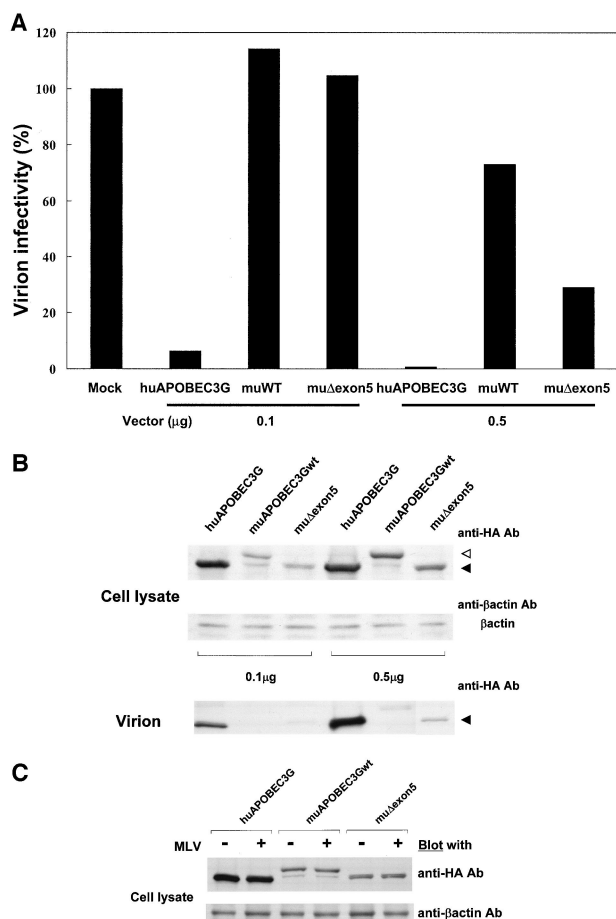 A
120
100
80
60
40
20
0
Virion infectivity (%)
Mock huAPOBEC3G muWT muΔexon5 huAPOBEC3G muWT muΔexon5
Vector (μg) 0.1 0.5
B
huAPOBEC3G muAPOBEC3Gwt muΔexon5 huAPOBEC3G muAPOBEC3Gwt muΔexon5
anti-HA Ab
Cell lysate
anti-βactin Ab
βactin
0.1μg 0.5μg
anti-HA Ab
Virion
C
huAPOBEC3G muAPOBEC3Gwt muΔexon5
MLV - + - + - + Blot with
anti-HA Ab
Cell lysate
anti-βactin Ab